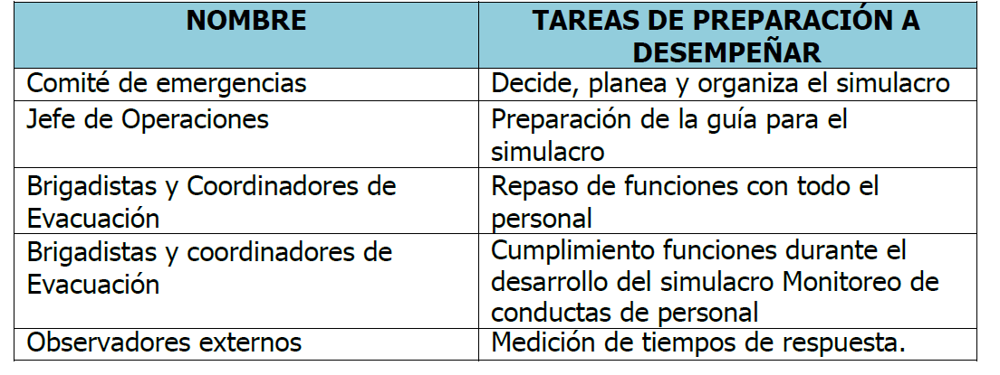 NOMBRE
TAREAS DE PREPARACIÓN A
DESEMPEÑAR
Comité de emergencias
Decide, planea y organiza el simulacro
Jefe de Operaciones
Preparación de la guía para el
simulacro
Brigadistas y Coordinadores de
Evacuación
Repaso de funciones con todo el
personal
Brigadistas y coordinadores de
Evacuación
Cumplimiento funciones durante el
desarrollo del simulacro Monitoreo de
conductas de personal
Observadores externos
Medición de tiempos de respuesta.